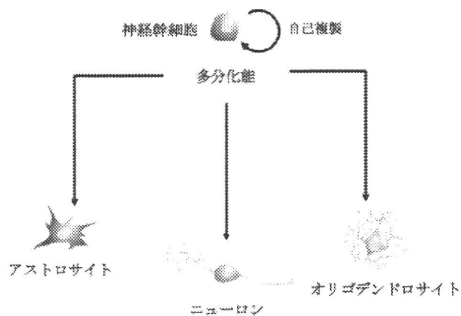 神経幹細胞
自己複製
多分化能
アストロサイト
ニューロン
オリゴデンドロサイト